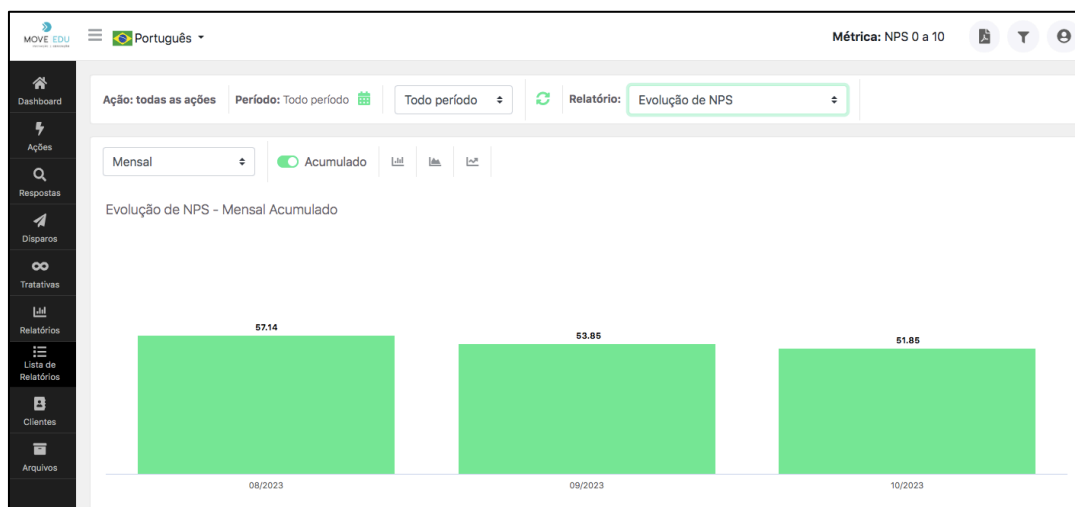 MOVE EDU
Português
Métrica: NPS 0 a 10
Dashboard
Ações
Respostas
Disparos
Tratativas
Relatórios
Lista de
Relatórios
Clientes
Arquivos
Ação: todas as ações
Período: Todo período
Todo período
Relatório:
Evolução de NPS
Mensal
Acumulado
Evolução de NPS - Mensal Acumulado
57.14
53.85
51.85
08/2023
09/2023
10/2023